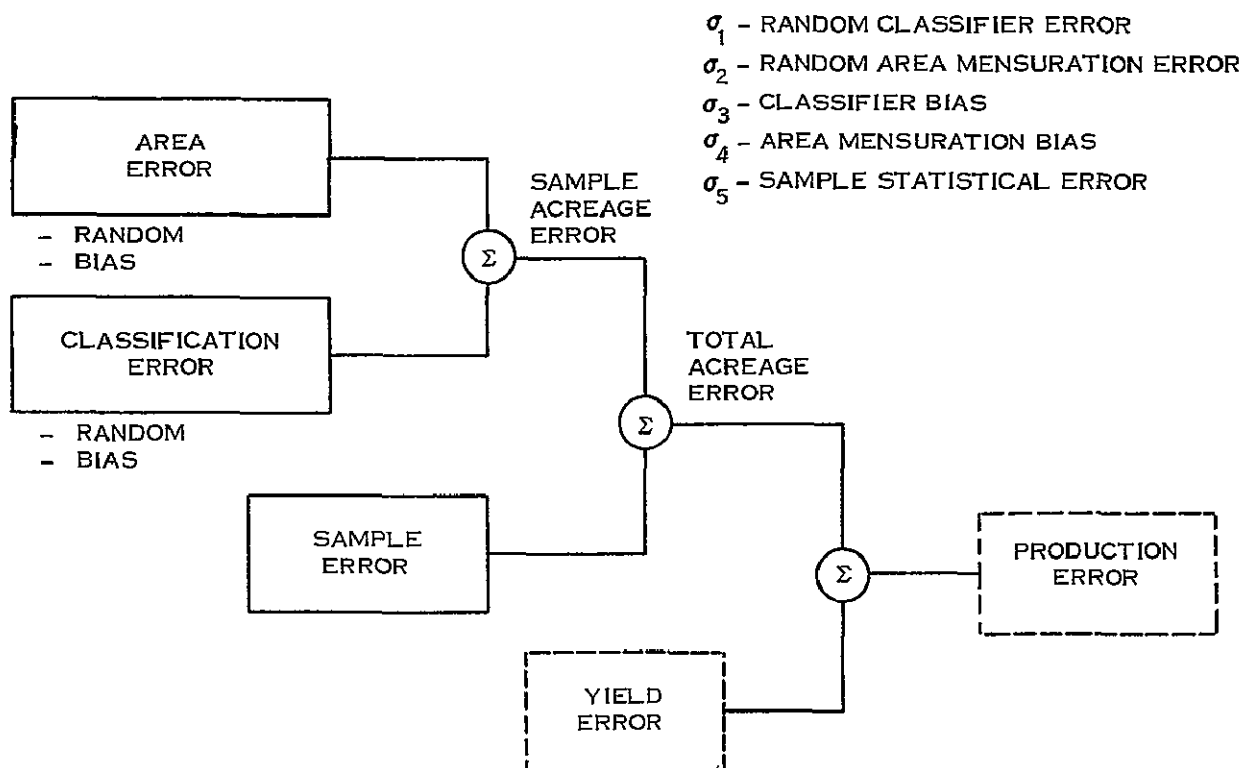 σ1 – RANDOM CLASSIFIER ERROR
σ2 – RANDOM AREA MENSURATION ERROR
σ3 – CLASSIFIER BIAS
σ4 – AREA MENSURATION BIAS
σ5 – SAMPLE STATISTICAL ERROR
AREA
ERROR
– RANDOM
– BIAS
SAMPLE
ACREAGE
ERROR
Σ
CLASSIFICATION
ERROR
– RANDOM
– BIAS
TOTAL
ACREAGE
ERROR
Σ
SAMPLE
ERROR
Σ
PRODUCTION
ERROR
YIELD
ERROR